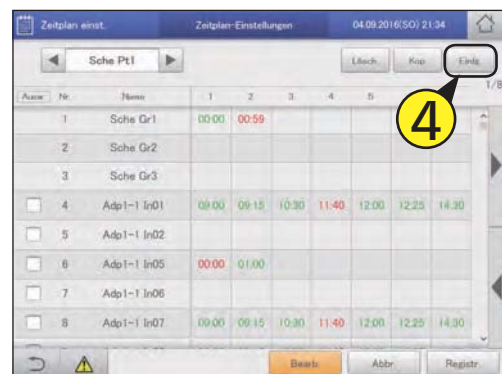 Zeitplan einst. Zeitplan-Einstellungen 04.09.2016(SO) 21:34
Sche Pt1 Lösch. Kop. Einfg.
1/8
Ausw. Nr. Name 1 2 3 4 5
4
1 Sche Gr1 00:00 00:59
2 Sche Gr2
3 Sche Gr3
4 Adp1-1 In01 09:00 09:15 10:30 11:40 12:00 12:25 14:30
5 Adp1-1 In02
6 Adp1-1 In05 00:00 01:00
7 Adp1-1 In06
8 Adp1-1 In07 09:00 09:15 10:30 11:40 12:00 12:25 14:30
Bearb. Abbr. Registr.